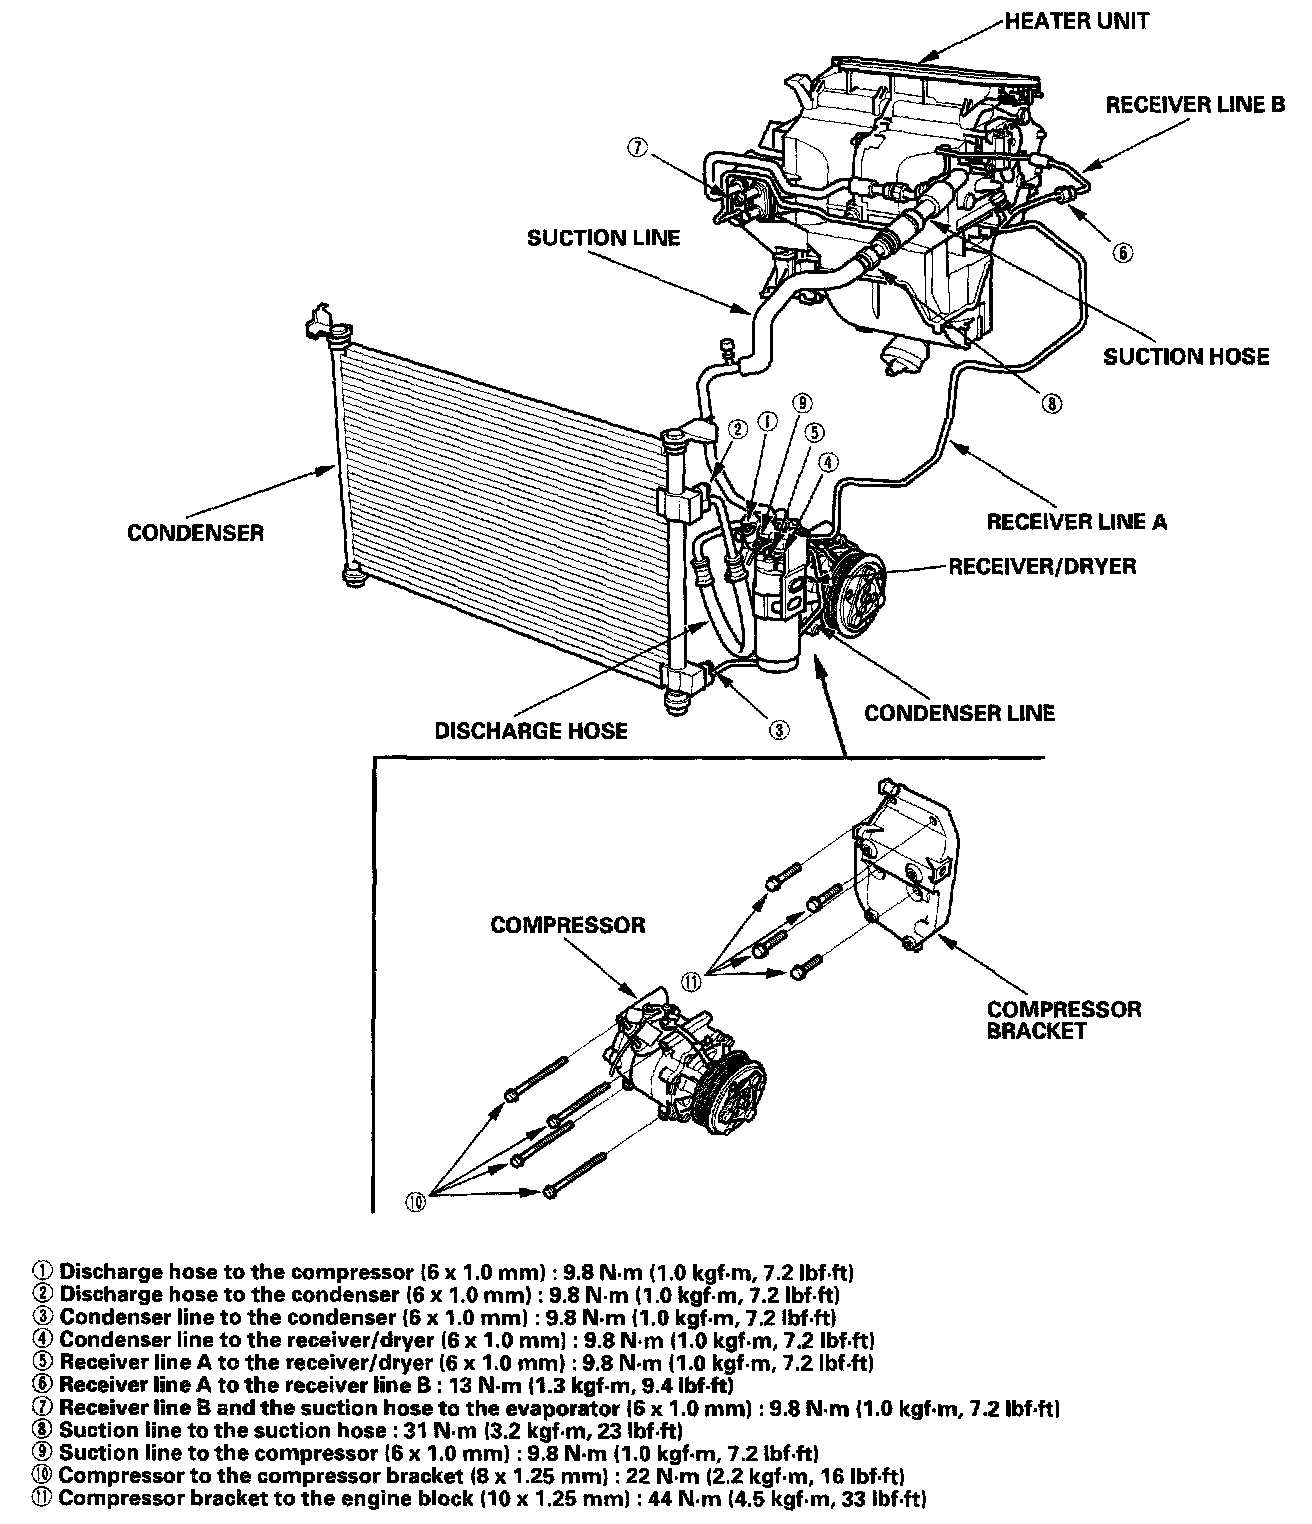 HEATER UNIT
RECEIVER LINE B
⑦
SUCTION LINE
⑥
SUCTION HOSE
⑧
⑨
①
②
⑤
④
CONDENSER
RECEIVER LINE A
RECEIVER/DRYER
CONDENSER LINE
DISCHARGE HOSE
③
COMPRESSOR
⑪
COMPRESSOR
BRACKET
⑩
① Discharge hose to the compressor (6 x 1.0 mm) : 9.8 N·m (1.0 kgf·m, 7.2 lbf·ft)
② Discharge hose to the condenser (6 x 1.0 mm) : 9.8 N·m (1.0 kgf·m, 7.2 lbf·ft)
③ Condenser line to the condenser (6 x 1.0 mm) : 9.8 N·m (1.0 kgf·m, 7.2 lbf·ft)
④ Condenser line to the receiver/dryer (6 x 1.0 mm) : 9.8 N·m (1.0 kgf·m, 7.2 lbf·ft)
⑤ Receiver line A to the receiver/dryer (6 x 1.0 mm) : 9.8 N·m (1.0 kgf·m, 7.2 lbf·ft)
⑥ Receiver line A to the receiver line B : 13 N·m (1.3 kgf·m, 9.4 lbf·ft)
⑦ Receiver line B and the suction hose to the evaporator (6 x 1.0 mm) : 9.8 N·m (1.0 kgf·m, 7.2 lbf·ft)
⑧ Suction line to the suction hose : 31 N·m (3.2 kgf·m, 23 lbf·ft)
⑨ Suction line to the compressor (6 x 1.0 mm) : 9.8 N·m (1.0 kgf·m, 7.2 lbf·ft)
⑩ Compressor to the compressor bracket (8 x 1.25 mm) : 22 N·m (2.2 kgf·m, 16 lbf·ft)
⑪ Compressor bracket to the engine block (10 x 1.25 mm) : 44 N·m (4.5 kgf·m, 33 lbf·ft)